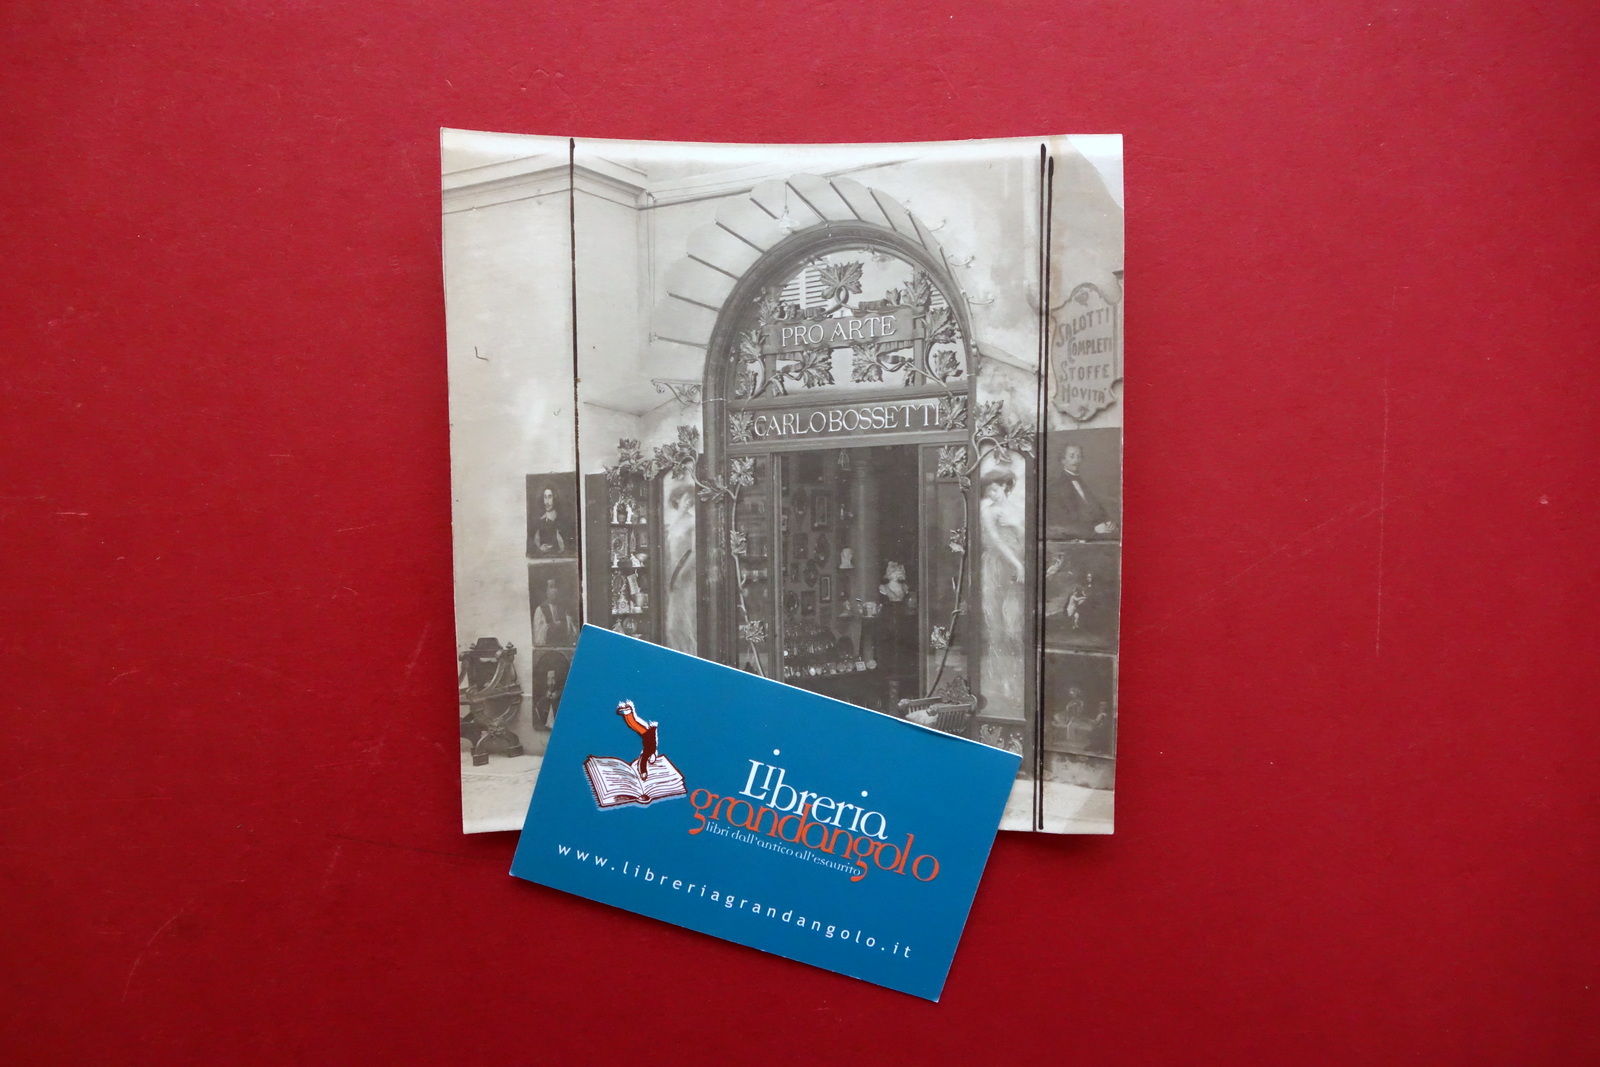 PRO ARTE
CARLO BOSSETTI
SALOTTI
COMPLETI
STOFFE
NOVITÀ
Libreria
grandangolo
libri dall'antico all'esaurito
www.libreriagrandangolo.it